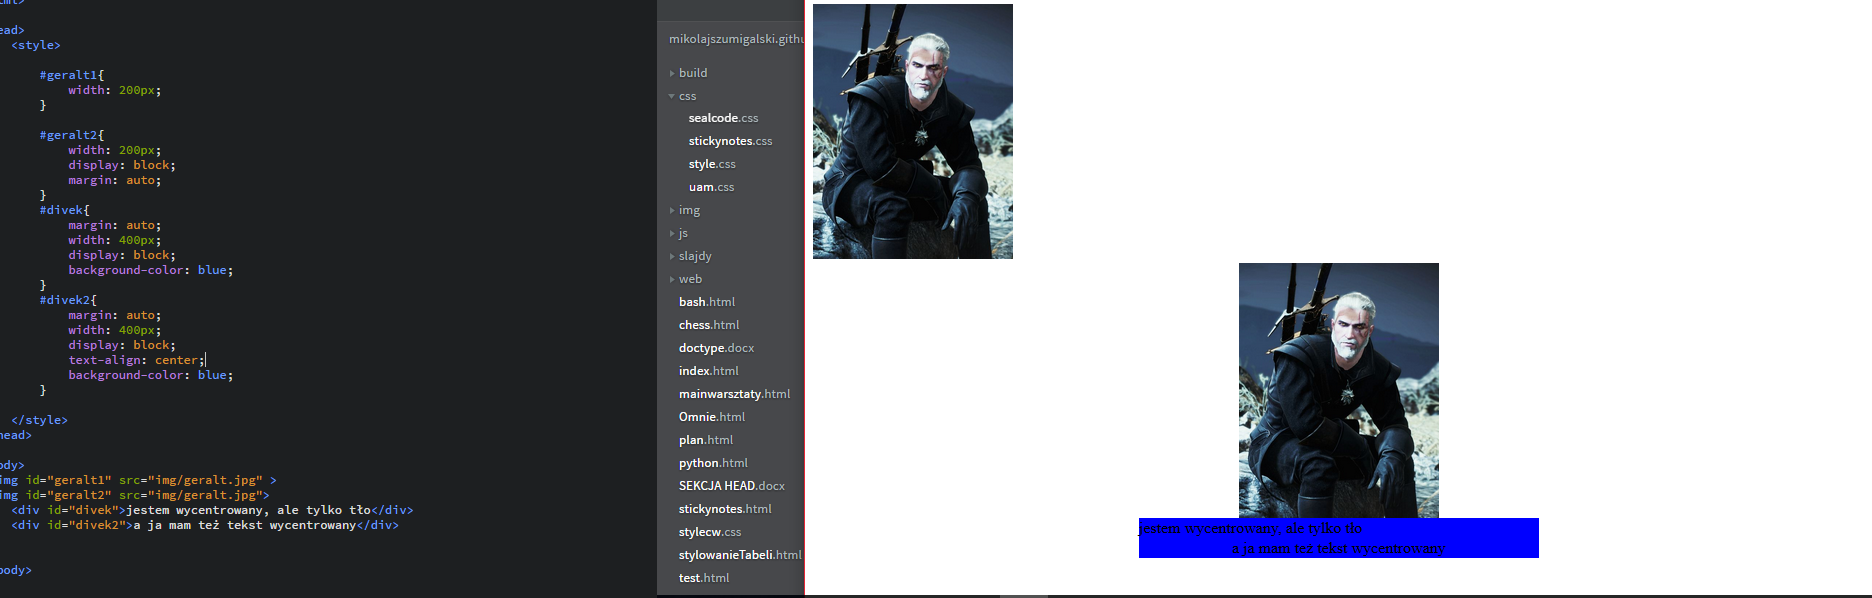 <style>
#geralt1{
width: 200px;
}
#geralt2{
width: 200px;
display: block;
margin: auto;
}
#divek{
margin: auto;
width: 400px;
display: block;
background-color: blue;
}
#divek2{
margin: auto;
width: 400px;
display: block;
text-align: center;
background-color: blue;
}
</style>
head>
ody>
img id="geralt1" src="img/geralt.jpg" >
img id="geralt2" src="img/geralt.jpg">
<div id="divek">jestem wycentrowany, ale tylko tło</div>
<div id="divek2">a ja mam też tekst wycentrowany</div>
body>
mikolajszumigalski.githu
build
css
sealcode.css
stickynotes.css
style.css
uam.css
img
js
slajdy
web
bash.html
chess.html
doctype.docx
index.html
mainwarsztaty.html
Omnie.html
plan.html
python.html
SEKCJA HEAD.docx
stickynotes.html
stylecw.css
stylowanieTabeli.html
test.html
jestem wycentrowany, ale tylko tło
a ja mam też tekst wycentrowany